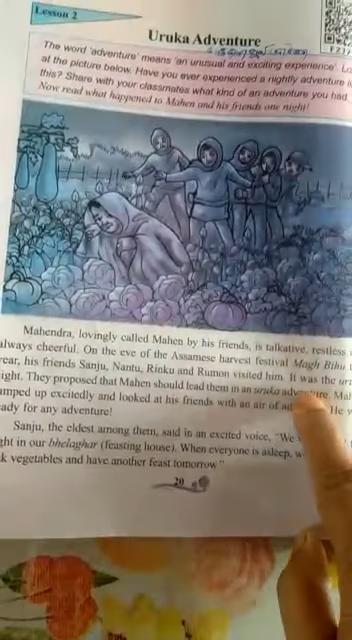 Lesson 2
Uruka Adventure
The word 'adventure' means 'an unusual and exciting experience'.
at the picture below. Have you ever experienced a nightly adventure
this? Share with your classmates what kind of an adventure you had
Now read what happened to Mahen and his friends one night!
Mahendra, lovingly called Mahen by his friends, is talkative, restless
always cheerful. On the eve of the Assamese harvest festival Magh Bihu
year, his friends Sanju, Nantu, Rinku and Rumon visited him. It was the
ight. They proposed that Mahen should lead them in an uruka adventure.
umped up excitedly and looked at his friends with an air of
ady for any adventure!
Sanju, the eldest among them, said in an excited voice, "We
ght in our bhelaghar (feasting house). When everyone is asleep,
k vegetables and have another feast tomorrow."
20